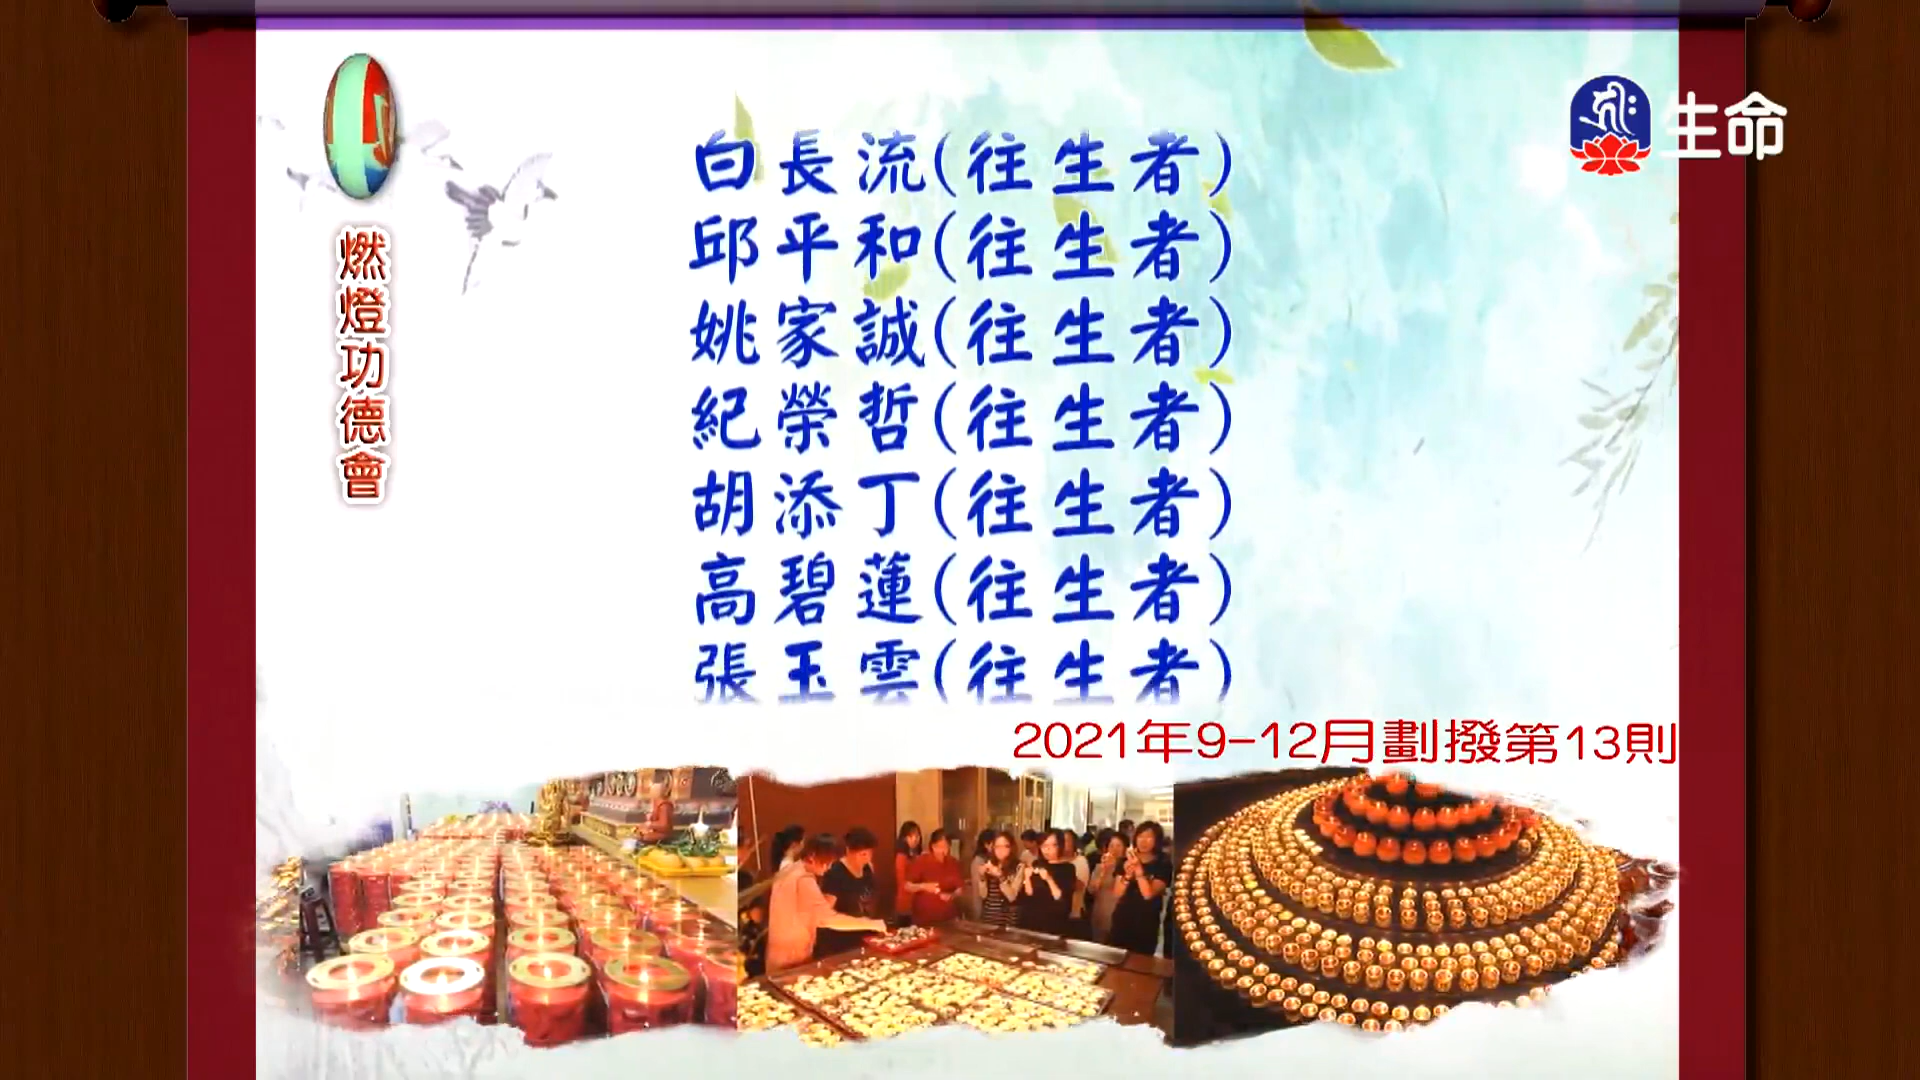 生命
燃燈功德會
白長流(往生者)
邱平和(往生者)
姚家誠(往生者)
紀榮哲(往生者)
胡添丁(往生者)
高碧蓮(往生者)
張玉雲(往生者)
2021年9-12月劃撥第13則